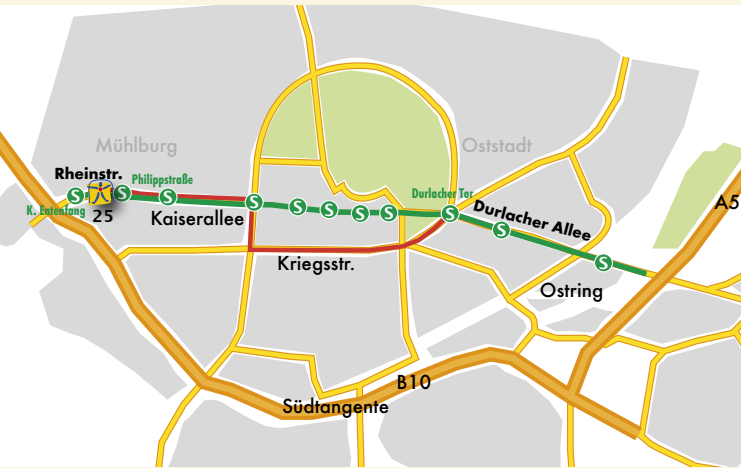 Mühlburg
Oststadt
Rheinstr.
Philippstraße
K. Entenfang
25
Kaiserallee
Durlacher Tor
Durlacher Allee
A5
Kriegsstr.
Ostring
B10
Südtangente
S
S
S
S
S
S
S
S
S
S
S